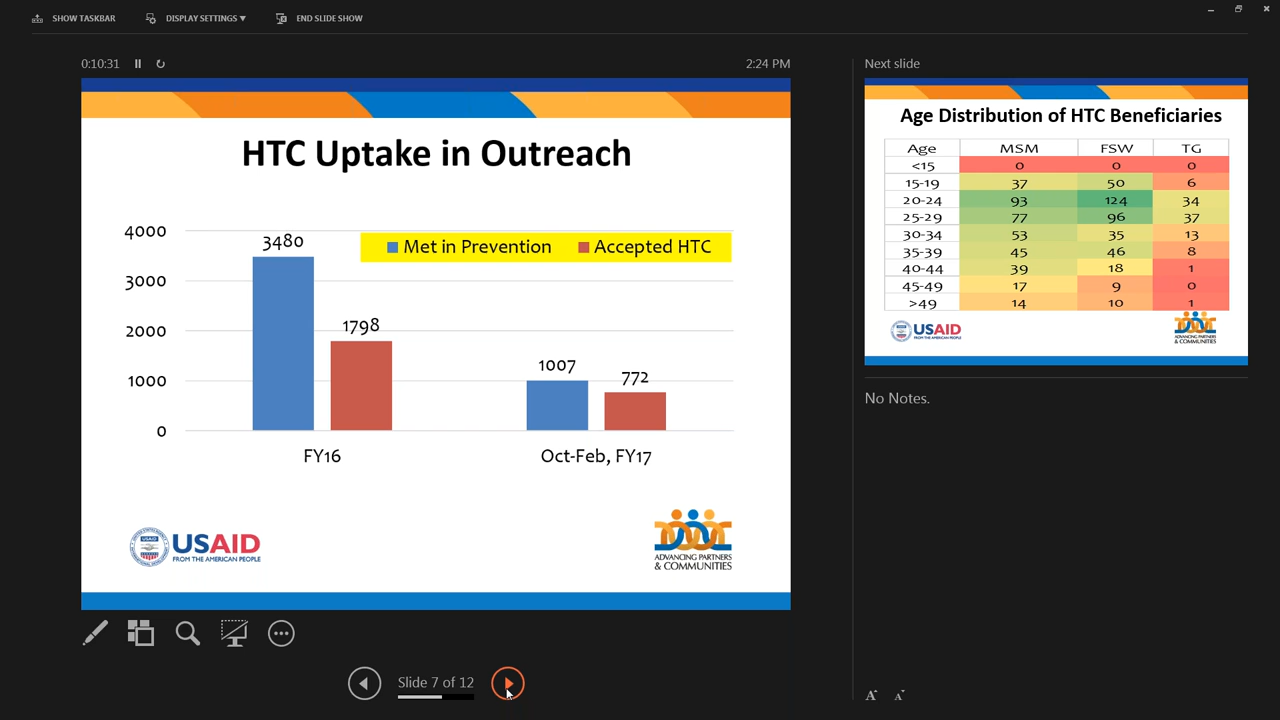 SHOW TASKBAR DISPLAY SETTINGS ▼ END SLIDE SHOW
0:10:31 2:24 PM
HTC Uptake in Outreach
4000
3000
2000
1000
0
Met in Prevention Accepted HTC
3480
1798
1007
772
FY16 Oct-Feb, FY17
USAID
FROM THE AMERICAN PEOPLE
ADVANCING PARTNERS
& COMMUNITIES
Slide 7 of 12
Next slide
Age Distribution of HTC Beneficiaries
Age MSM FSW TG
<15 0 0 0
15-19 37 50 6
20-24 93 124 34
25-29 77 96 37
30-34 53 35 13
35-39 45 46 8
40-44 39 18 1
45-49 17 9 0
>49 14 10 1
USAID
FROM THE AMERICAN PEOPLE
ADVANCING PARTNERS
& COMMUNITIES
No Notes.
A A